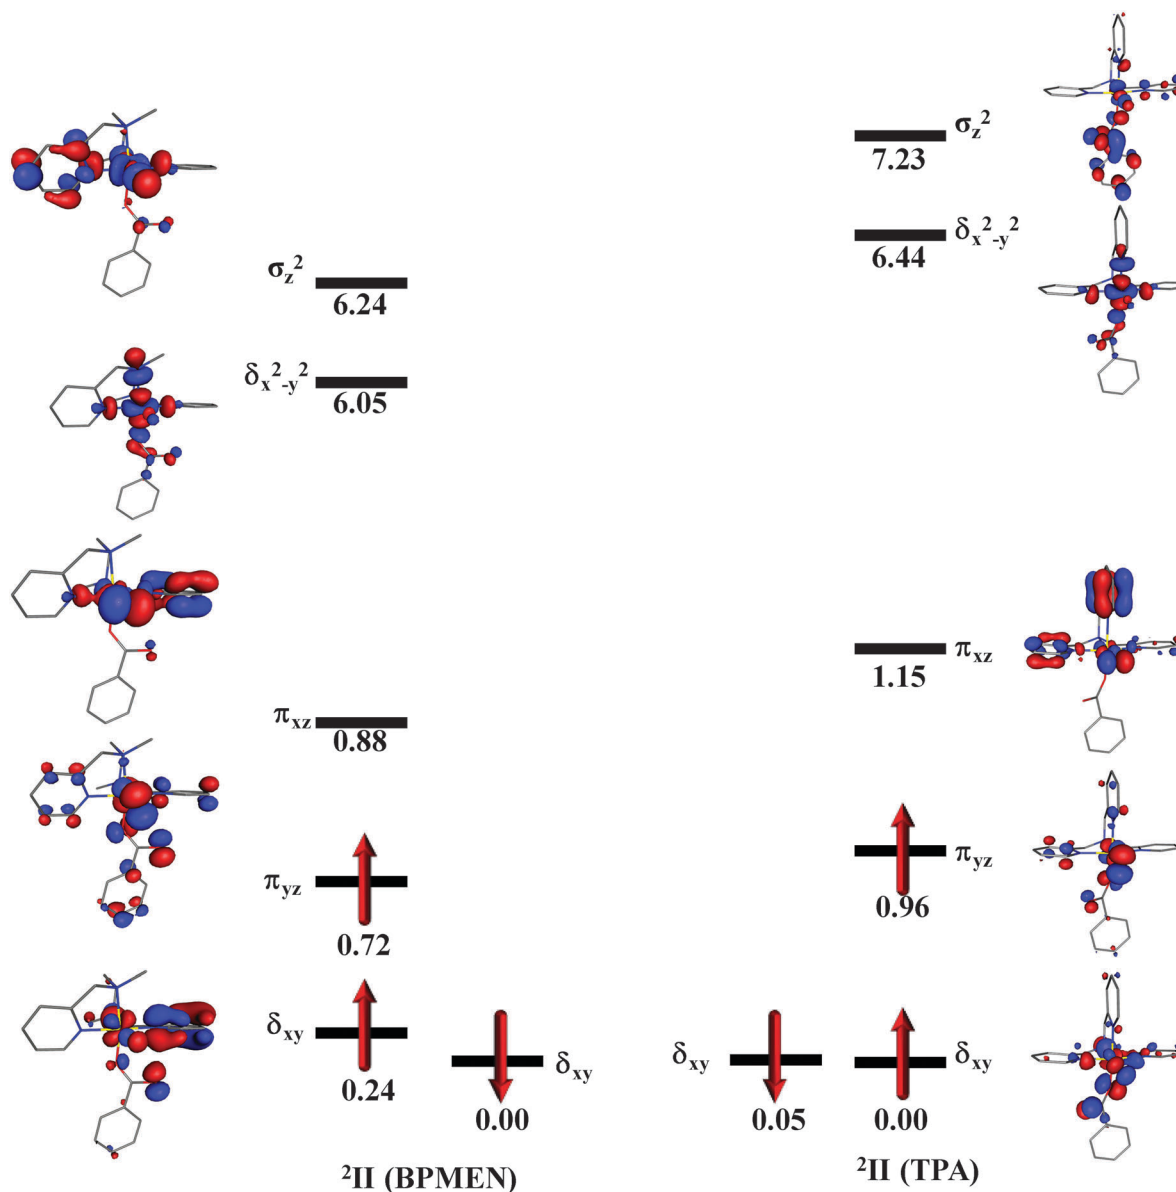 σz²
6.24
δx²-y²
6.05
πxz
0.88
πyz
0.72
δxy
0.24
δxy
0.00
²II (BPMEN)
σz²
7.23
δx²-y²
6.44
πxz
1.15
πyz
0.96
δxy
0.05
δxy
0.00
²II (TPA)